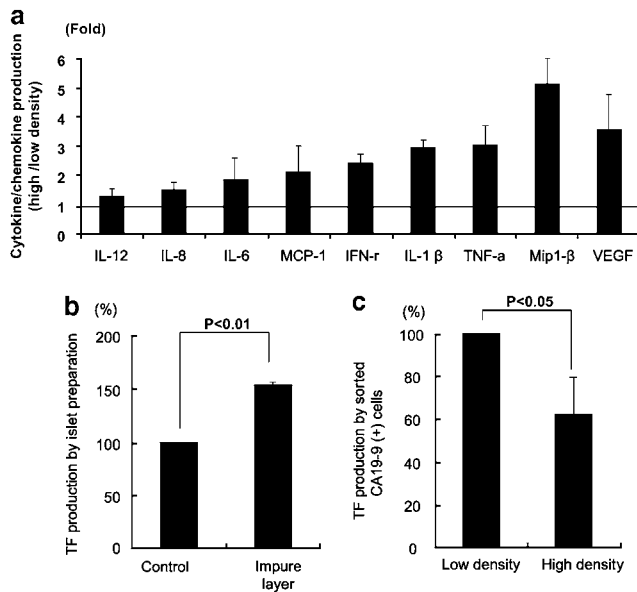 a
(Fold)
Cytokine/chemokine production
(high /low density)
6
5
4
3
2
1
0
IL-12 IL-8 IL-6 MCP-1 IFN-r IL-1 β TNF-a Mip1-β VEGF
b
(%)
P<0.01
TF production by islet preparation
200
150
100
50
0
Control Impure
layer
c
(%)
P<0.05
TF production by sorted
CA19-9 (+) cells
100
80
60
40
20
0
Low density High density